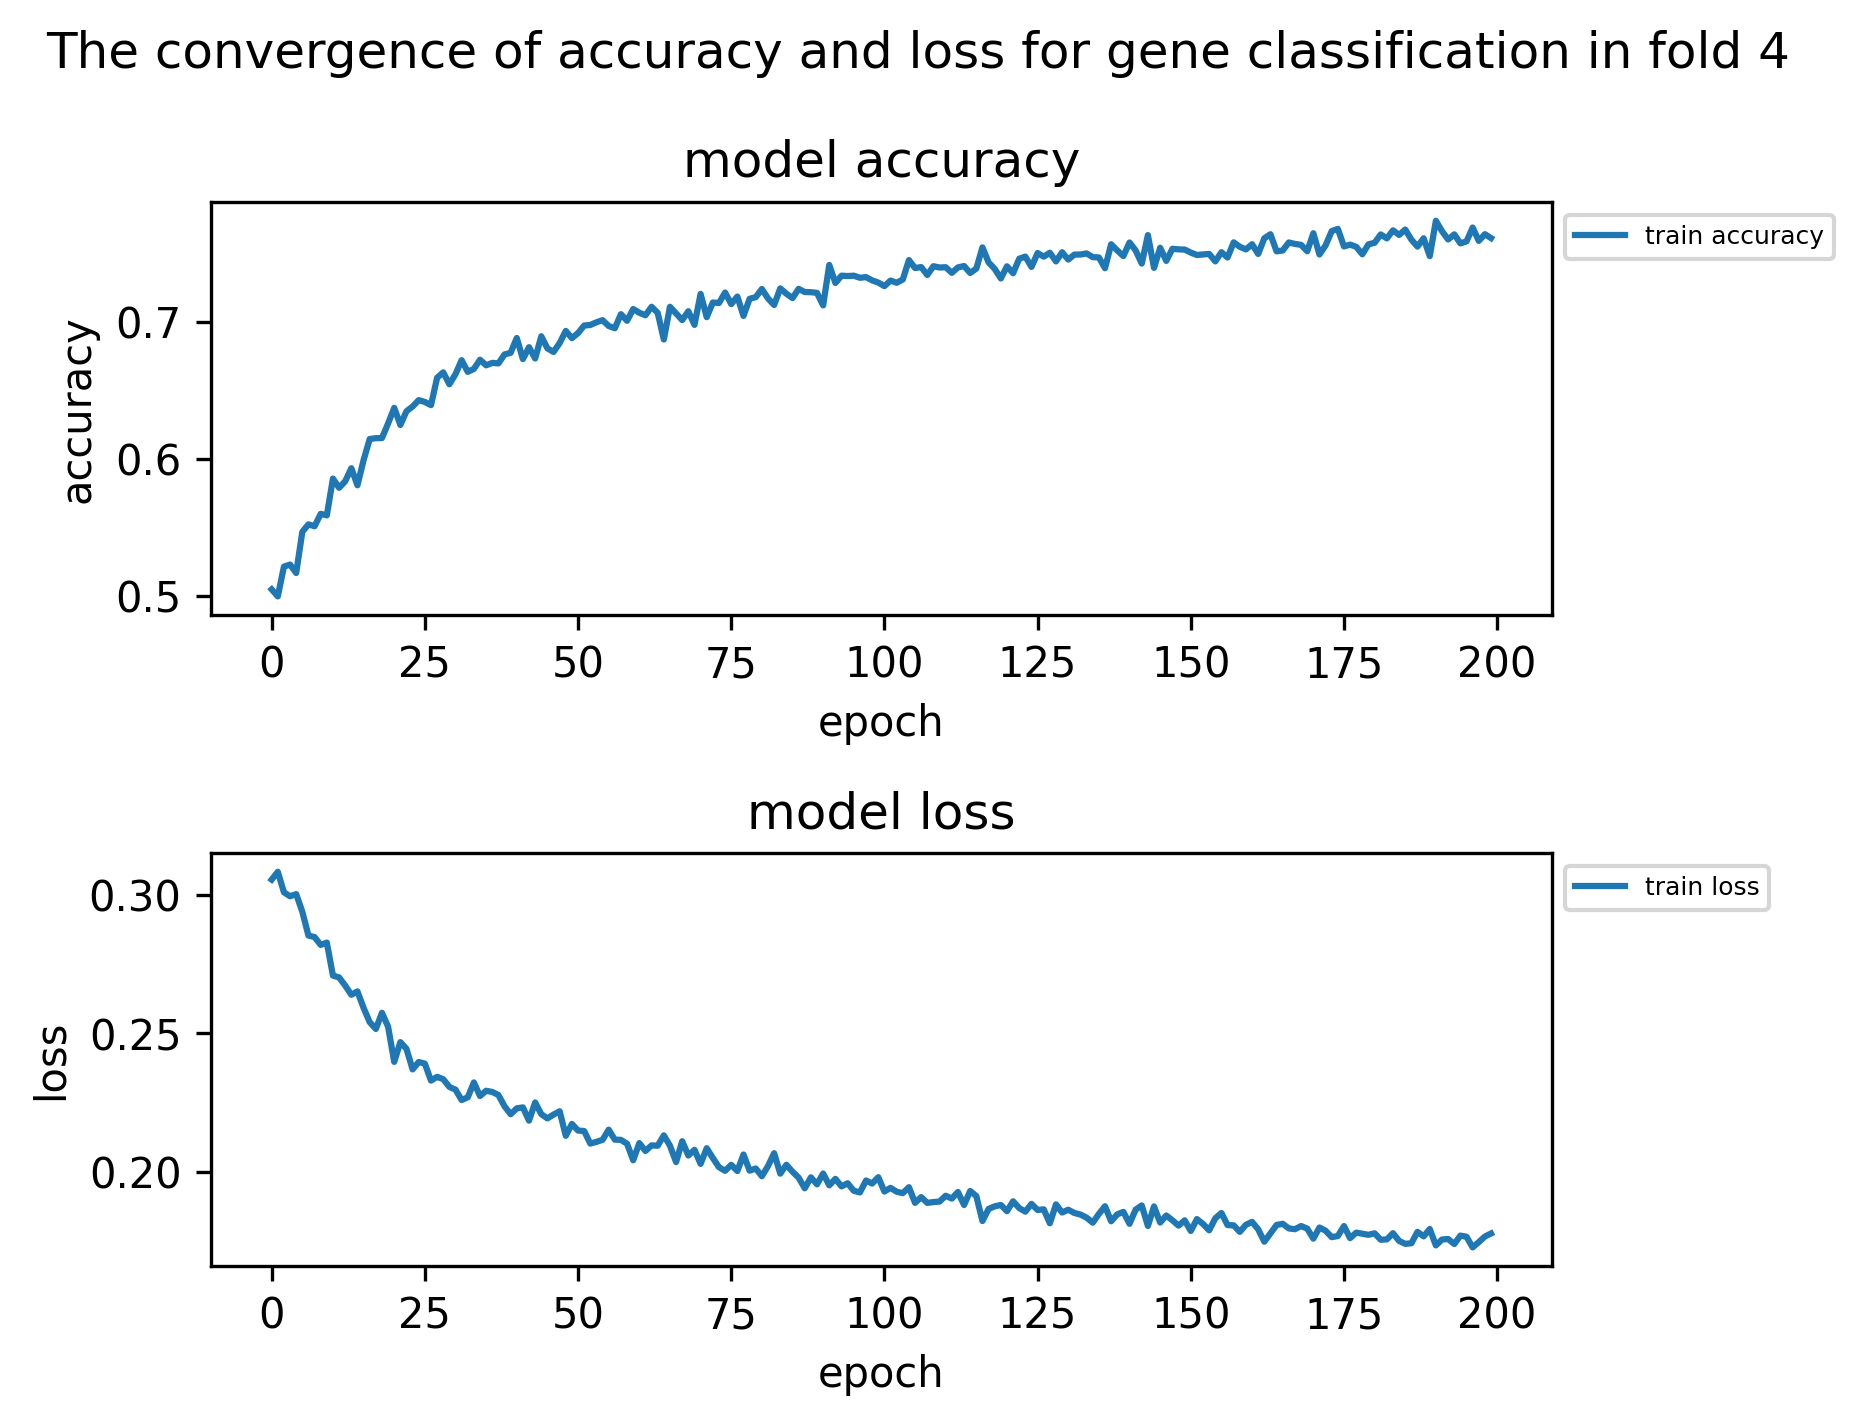 The convergence of accuracy and loss for gene classification in fold 4
model accuracy
train accuracy
accuracy
0.7
0.6
0.5
0 25 50 75 100 125 150 175 200
epoch
model loss
train loss
loss
0.30
0.25
0.20
0 25 50 75 100 125 150 175 200
epoch